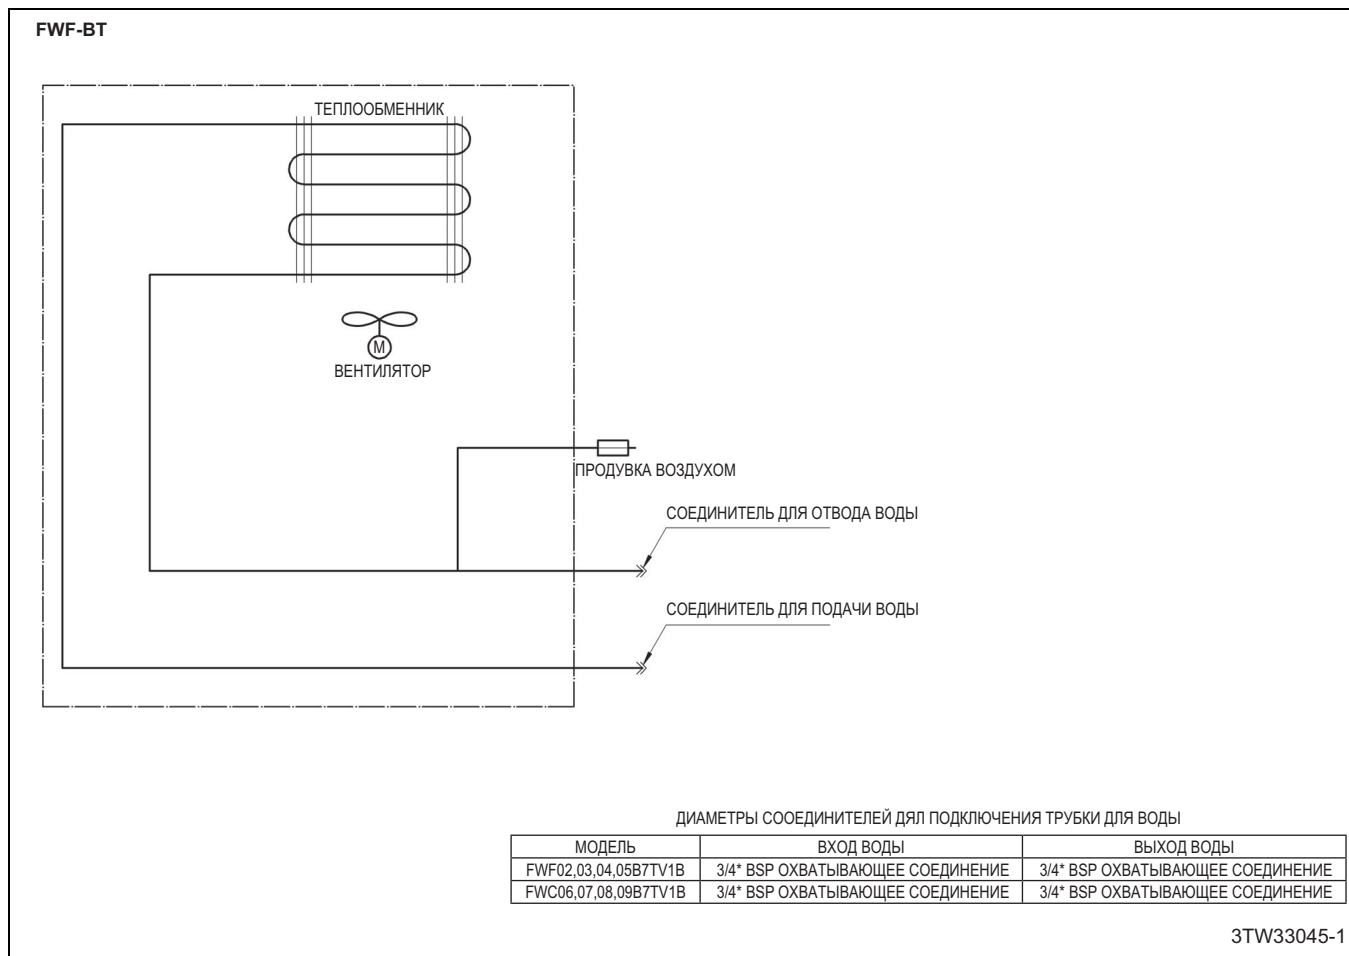 FWF-BT
ТЕПЛООБМЕННИК
M
ВЕНТИЛЯТОР
ПРОДУВКА ВОЗДУХОМ
СОЕДИНИТЕЛЬ ДЛЯ ОТВОДА ВОДЫ
СОЕДИНИТЕЛЬ ДЛЯ ПОДАЧИ ВОДЫ
ДИАМЕТРЫ СООЕДИНИТЕЛЕЙ ДЯЛ ПОДКЛЮЧЕНИЯ ТРУБКИ ДЛЯ ВОДЫ
МОДЕЛЬ ВХОД ВОДЫ ВЫХОД ВОДЫ
FWF02,03,04,05B7TV1B 3/4* BSP ОХВАТЫВАЮЩЕЕ СОЕДИНЕНИЕ 3/4* BSP ОХВАТЫВАЮЩЕЕ СОЕДИНЕНИЕ
FWC06,07,08,09B7TV1B 3/4* BSP ОХВАТЫВАЮЩЕЕ СОЕДИНЕНИЕ 3/4* BSP ОХВАТЫВАЮЩЕЕ СОЕДИНЕНИЕ
3TW33045-1